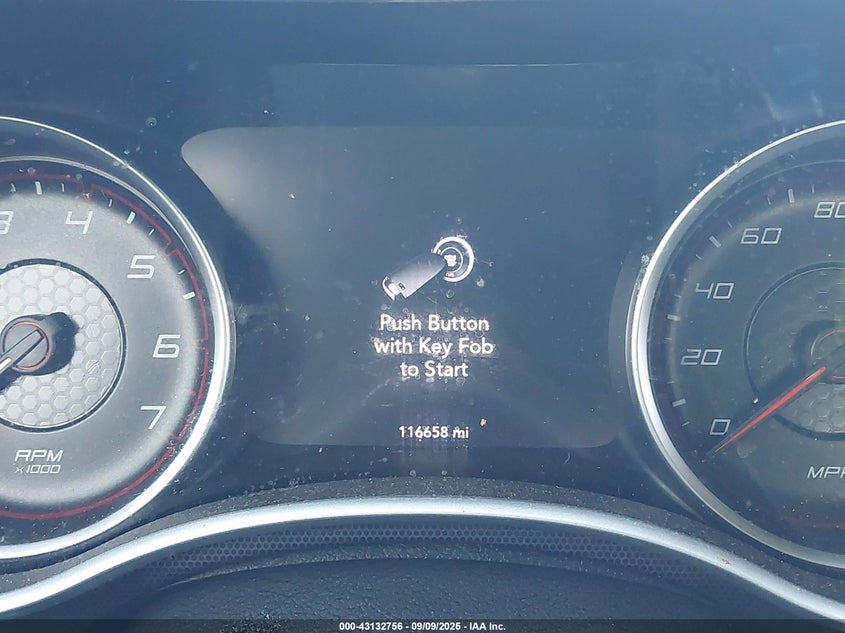 3
4
5
6
7
RPM
x1000
Push Button
with Key Fob
to Start
116658 mi
80
60
40
20
0
MPH
000-43132756 - 09/09/2025 - IAA Inc.